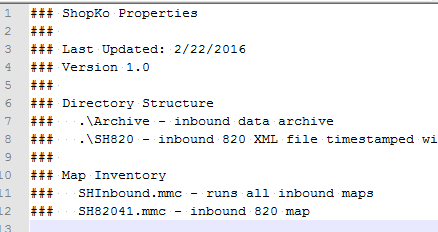 1 ### ShopKo Properties
2 ###
3 ### Last Updated: 2/22/2016
4 ### Version 1.0
5 ###
6 ### Directory Structure
7 ### .\Archive - inbound data archive
8 ### .\SH820 - inbound 820 XML file timestamped wi
9 ###
10 ### Map Inventory
11 ### SHInbound.mmc - runs all inbound maps
12 ### SH82041.mmc - inbound 820 map
13